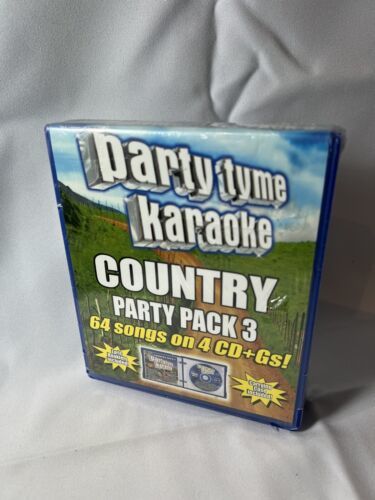 party tyme
karaoke
COUNTRY
PARTY PACK 3
64 songs on 4 CD+Gs!